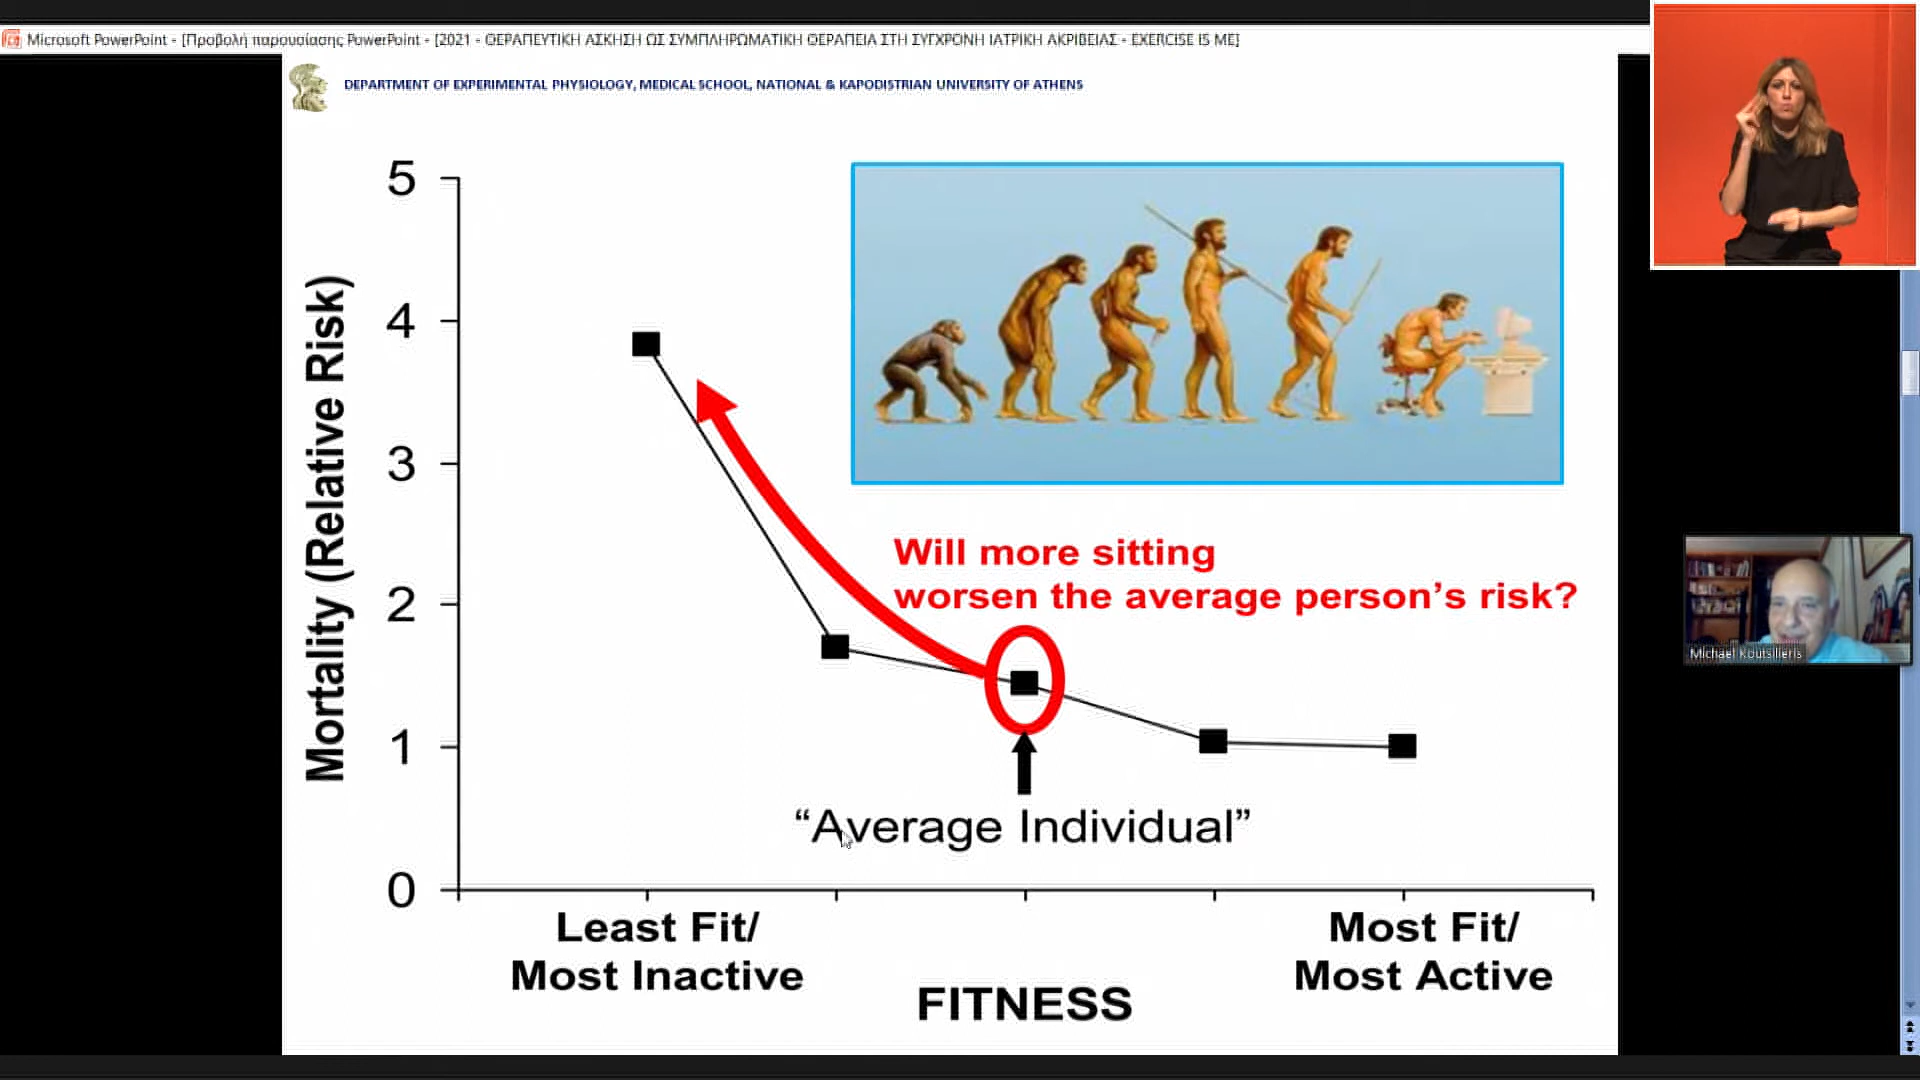 Microsoft PowerPoint - [Προβολή παρουσίασης PowerPoint - [2021 - ΘΕΡΑΠΕΥΤΙΚΗ ΑΣΚΗΣΗ ΩΣ ΣΥΜΠΛΗΡΩΜΑΤΙΚΗ ΘΕΡΑΠΕΙΑ ΣΤΗ ΣΥΓΧΡΟΝΗ ΙΑΤΡΙΚΗ ΑΚΡΙΒΕΙΑΣ - EXERCISE IS ME]
DEPARTMENT OF EXPERIMENTAL PHYSIOLOGY, MEDICAL SCHOOL, NATIONAL & KAPODISTRIAN UNIVERSITY OF ATHENS
Mortality (Relative Risk)
5
4
3
2
1
0
Will more sitting
worsen the average person’s risk?
“Average Individual”
Least Fit/
Most Inactive
Most Fit/
Most Active
FITNESS
Michael Koutsilieris